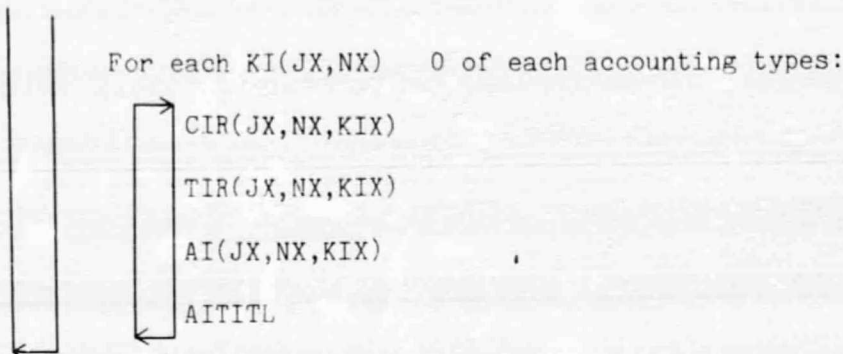 For each KI(JX,NX) 0 of each accounting types:
CIR(JX,NX,KIX)
TIR(JX,NX,KIX)
AI(JX,NX,KIX)
AITITL